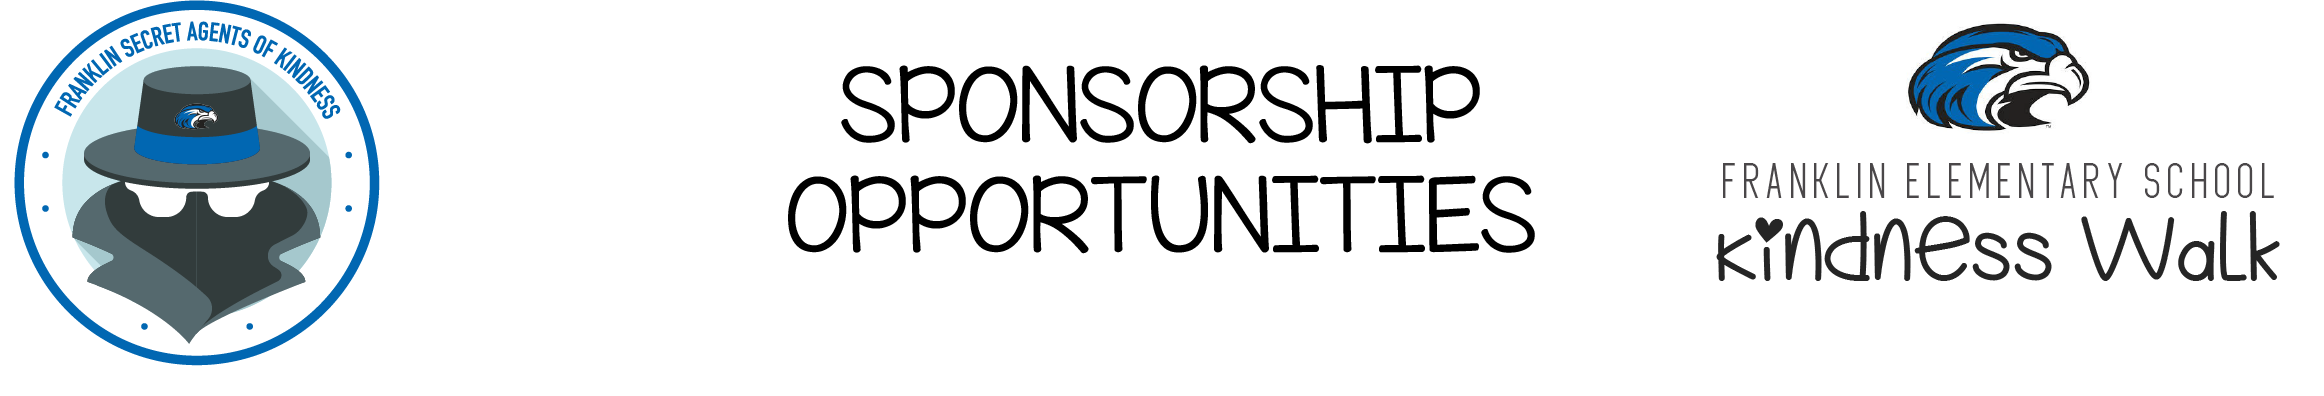 FRANKLIN SECRET AGENTS OF KINDNESS
SPONSORSHIP
OPPORTUNITIES
FRANKLIN ELEMENTARY SCHOOL
kindness Walk